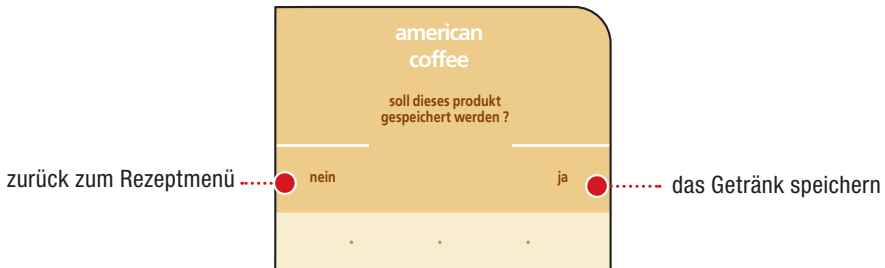 american
coffee
soll dieses produkt
gespeichert werden ?
zurück zum Rezeptmenü
nein
ja
das Getränk speichern